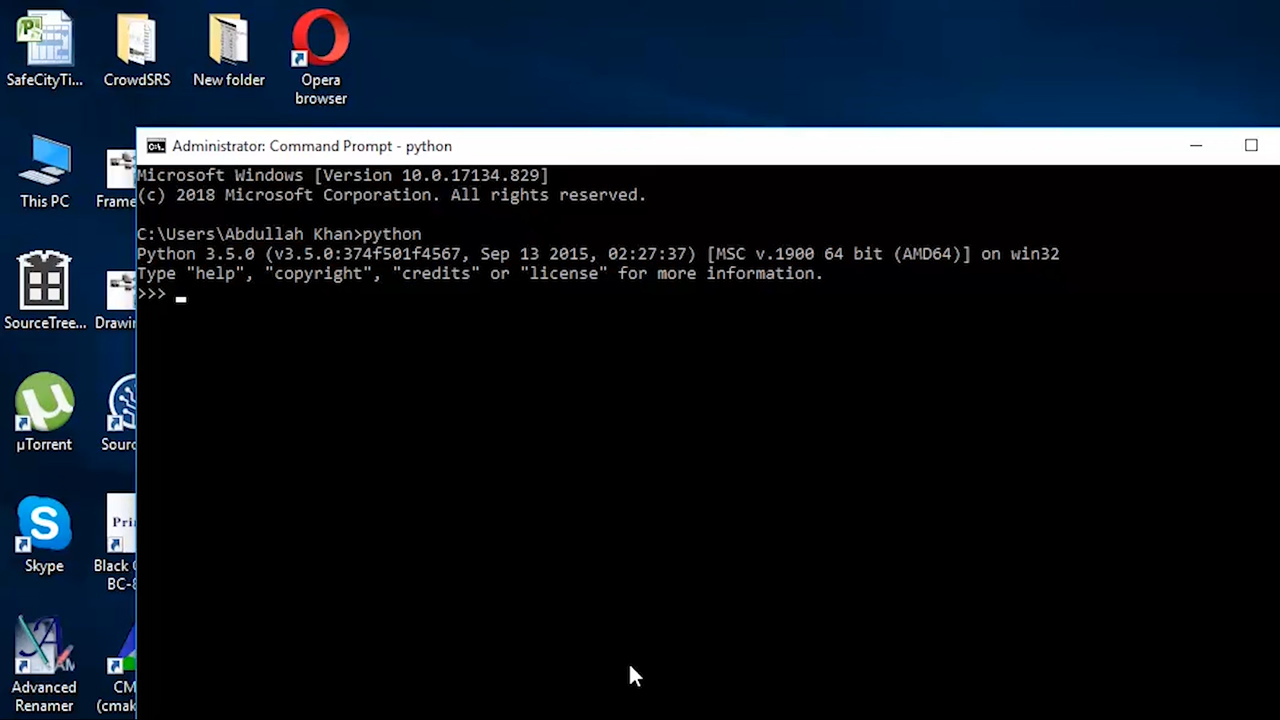 SafeCityTi...
CrowdSRS
New folder
Opera
browser
Administrator: Command Prompt - python
Microsoft Windows [Version 10.0.17134.829]
(c) 2018 Microsoft Corporation. All rights reserved.
This PC
Frame
C:\Users\Abdullah Khan>python
Python 3.5.0 (v3.5.0:374f501f4567, Sep 13 2015, 02:27:37) [MSC v.1900 64 bit (AMD64)] on win32
Type "help", "copyright", "credits" or "license" for more information.
>>>
SourceTree...
Drawin
µTorrent
Sourc
Pri
Skype
Black
BC-
Advanced
Renamer
CM
(cmak